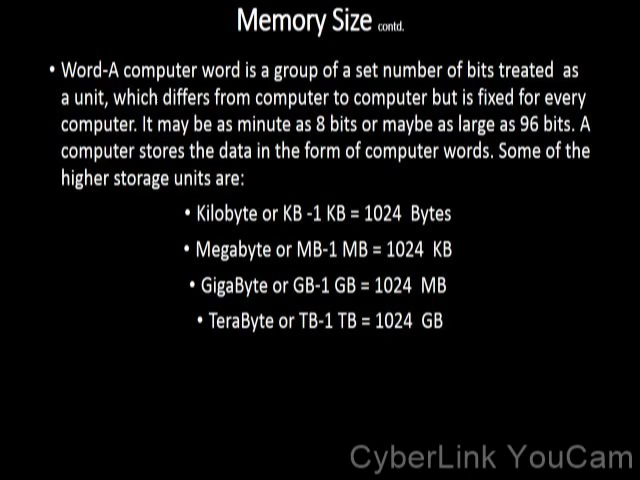 Memory Size contd.
• Word-A computer word is a group of a set number of bits treated as
a unit, which differs from computer to computer but is fixed for every
computer. It may be as minute as 8 bits or maybe as large as 96 bits. A
computer stores the data in the form of computer words. Some of the
higher storage units are:
• Kilobyte or KB -1 KB = 1024 Bytes
• Megabyte or MB-1 MB = 1024 KB
• GigaByte or GB-1 GB = 1024 MB
• TeraByte or TB-1 TB = 1024 GB
CyberLink YouCam